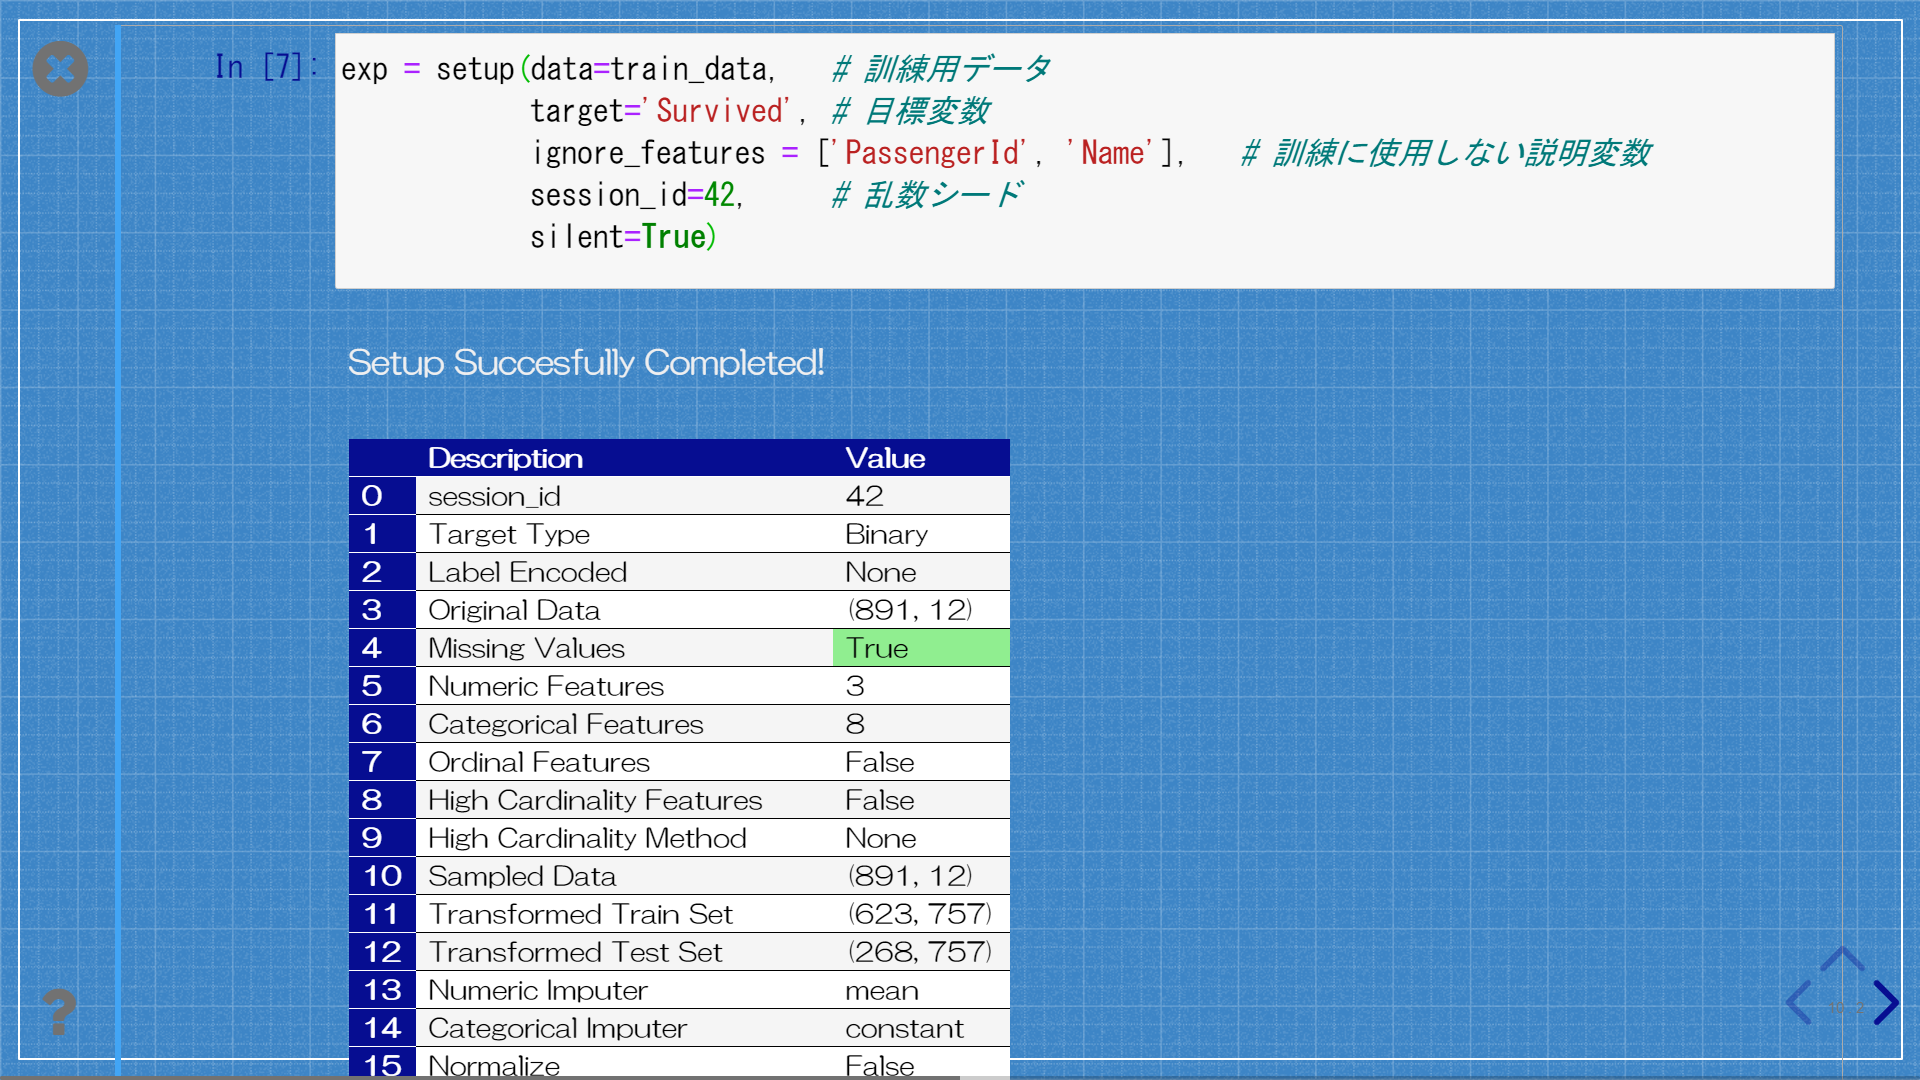 In [7]: exp = setup(data=train_data, # 訓練用データ
target='Survived', # 目標変数
ignore_features = ['PassengerId', 'Name'], # 訓練に使用しない説明変数
session_id=42, # 乱数シード
silent=True)
Setup Succesfully Completed!
Description Value
0 session_id 42
1 Target Type Binary
2 Label Encoded None
3 Original Data (891, 12)
4 Missing Values True
5 Numeric Features 3
6 Categorical Features 8
7 Ordinal Features False
8 High Cardinality Features False
9 High Cardinality Method None
10 Sampled Data (891, 12)
11 Transformed Train Set (623, 757)
12 Transformed Test Set (268, 757)
13 Numeric Imputer mean
14 Categorical Imputer constant
15 Normalize False
?